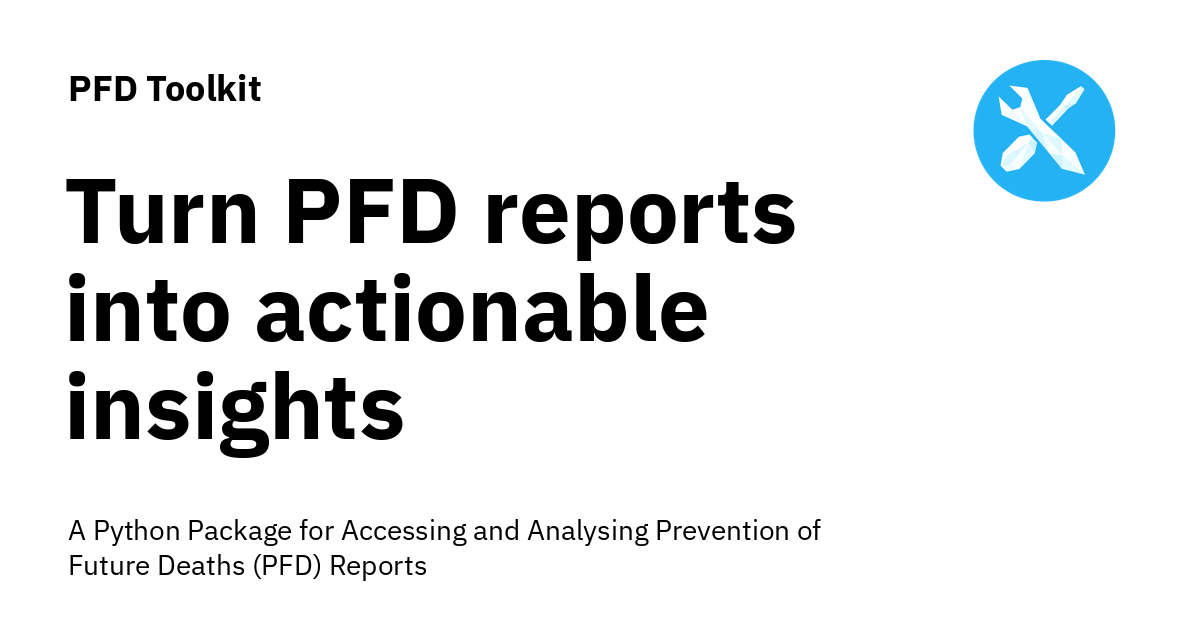 PFD Toolkit
Turn PFD reports
into actionable
insights
A Python Package for Accessing and Analysing Prevention of
Future Deaths (PFD) Reports